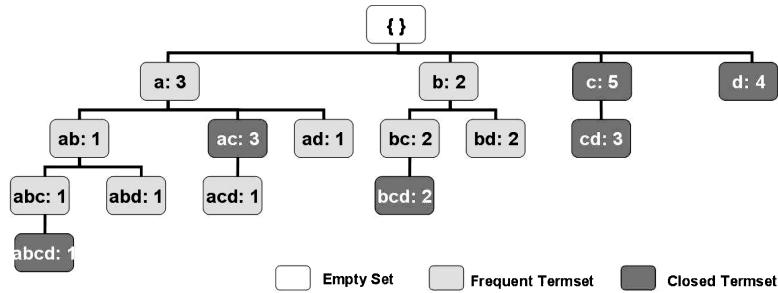 { }
a: 3 b: 2 c: 5 d: 4
ab: 1 ac: 3 ad: 1 bc: 2 bd: 2 cd: 3
abc: 1 abd: 1 acd: 1 bcd: 2
abcd: 1
Empty Set Frequent Termset Closed Termset